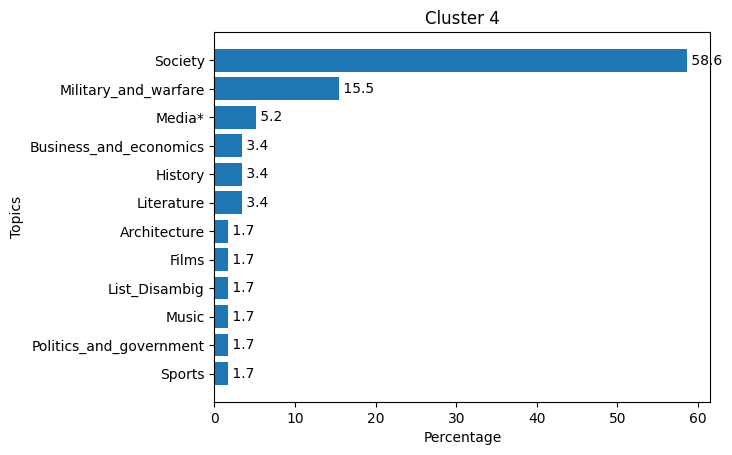 Cluster 4
Topics
Society 58.6
Military_and_warfare 15.5
Media* 5.2
Business_and_economics 3.4
History 3.4
Literature 3.4
Architecture 1.7
Films 1.7
List_Disambig 1.7
Music 1.7
Politics_and_government 1.7
Sports 1.7
0 10 20 30 40 50 60
Percentage